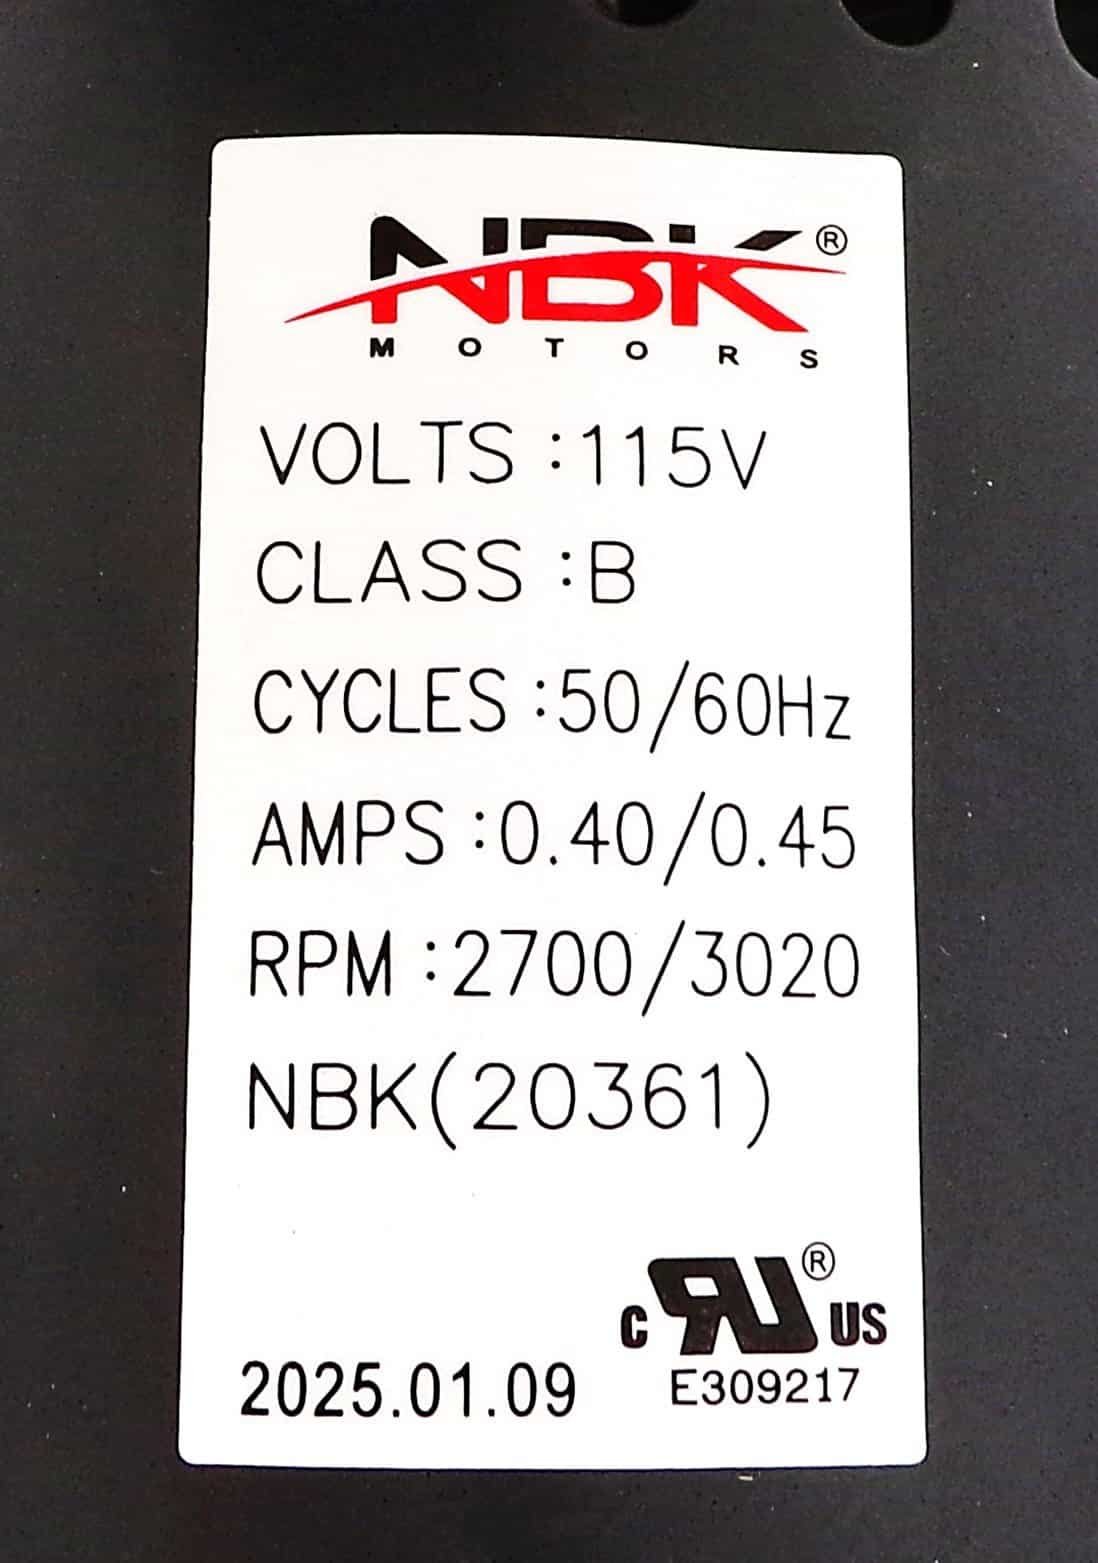 NBK®
MOTORS
VOLTS :115V
CLASS :B
CYCLES :50/60Hz
AMPS :0.40/0.45
RPM :2700/3020
NBK(20361)
c RU® US
E309217
2025.01.09